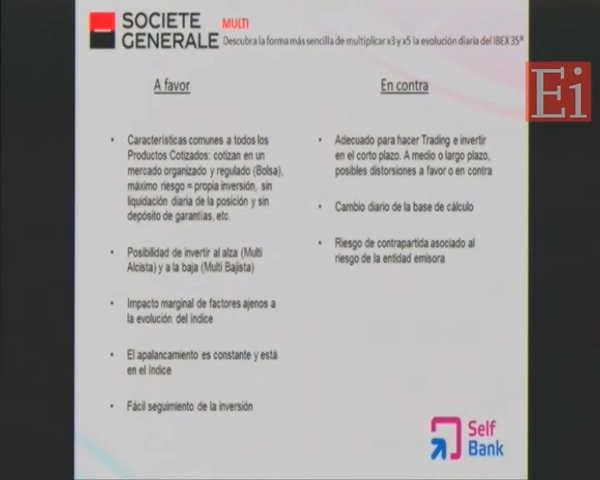 SOCIETE
GENERALE
MULTI
Descubra la forma más sencilla de multiplicar x3 y x5 la evolución diaria del IBEX 35®
Ei
A favor
• Características comunes a todos los
Productos Cotizados: cotizan en un
mercado organizado y regulado (Bolsa),
máximo riesgo = propia inversión, sin
liquidación diaria de la posición y sin
depósito de garantías, etc.
• Posibilidad de invertir al alza (Multi
Alcista) y a la baja (Multi Bajista)
• Impacto marginal de factores ajenos a
la evolución del índice
• El apalancamiento es constante y está
en el índice
• Fácil seguimiento de la inversión
En contra
• Adecuado para hacer Trading e invertir
en el corto plazo. A medio o largo plazo,
posibles distorsiones a favor o en contra
• Cambio diario de la base de cálculo
• Riesgo de contrapartida asociado al
riesgo de la entidad emisora
Self
Bank